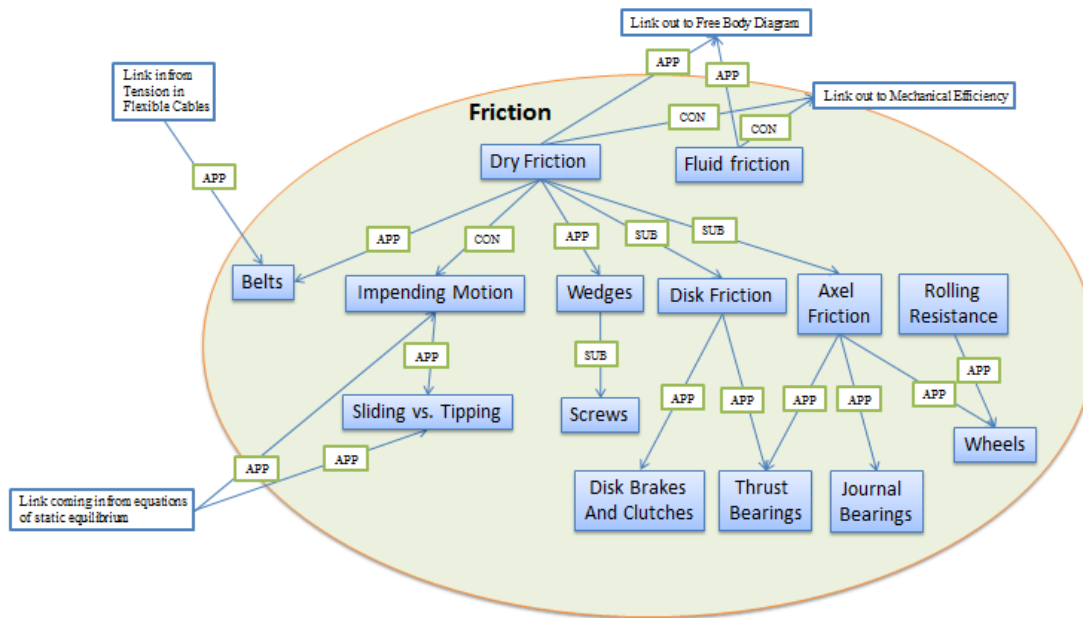 Link out to Free Body Diagram
APP
APP
Link in from
Tension in
Flexible Cables
Link out to Mechanical Efficiency
Friction
CON
CON
Dry Friction
Fluid friction
APP
APP
CON
APP
SUB
SUB
Belts
Impending Motion
Wedges
Disk Friction
Axel
Friction
Rolling
Resistance
APP
SUB
APP
Sliding vs. Tipping
Screws
APP
APP
APP
APP
APP
Wheels
APP
APP
Link coming in from equations
of static equilibrium
Disk Brakes
And Clutches
Thrust
Bearings
Journal
Bearings